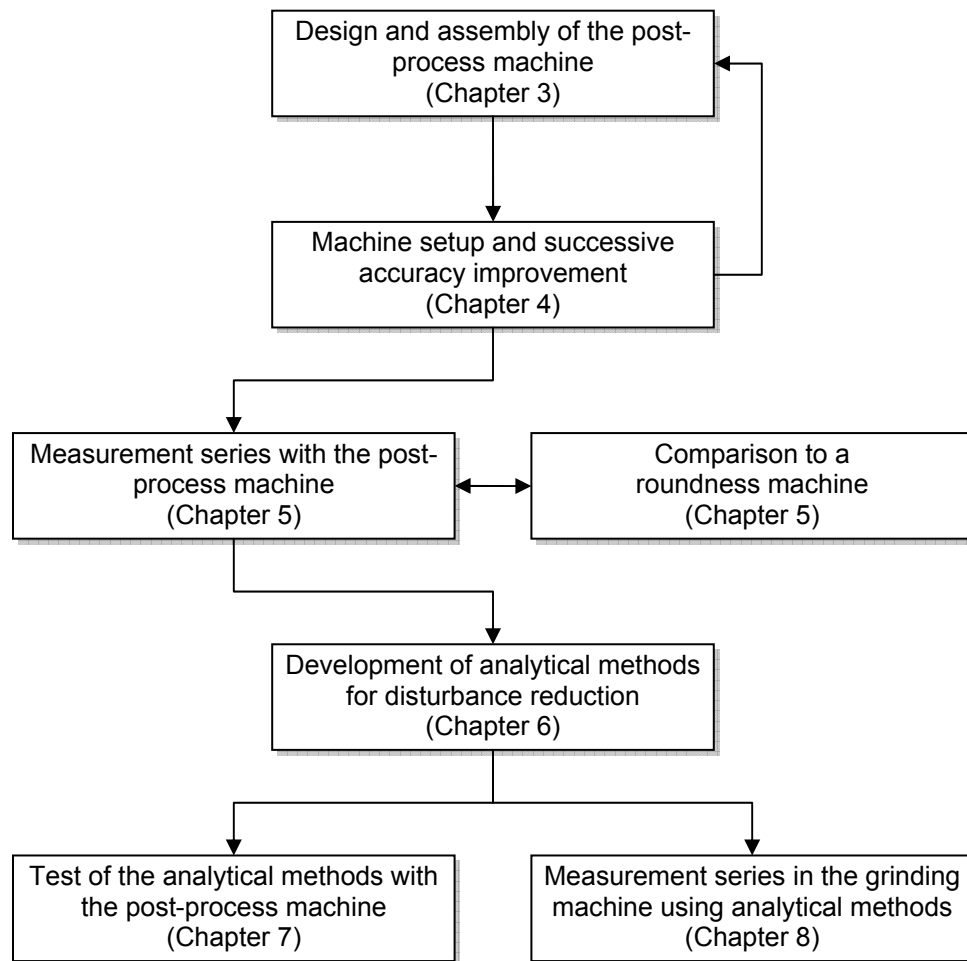 Design and assembly of the post-
process machine
(Chapter 3)
Machine setup and successive
accuracy improvement
(Chapter 4)
Measurement series with the post-
process machine
(Chapter 5)
Comparison to a
roundness machine
(Chapter 5)
Development of analytical methods
for disturbance reduction
(Chapter 6)
Test of the analytical methods with
the post-process machine
(Chapter 7)
Measurement series in the grinding
machine using analytical methods
(Chapter 8)